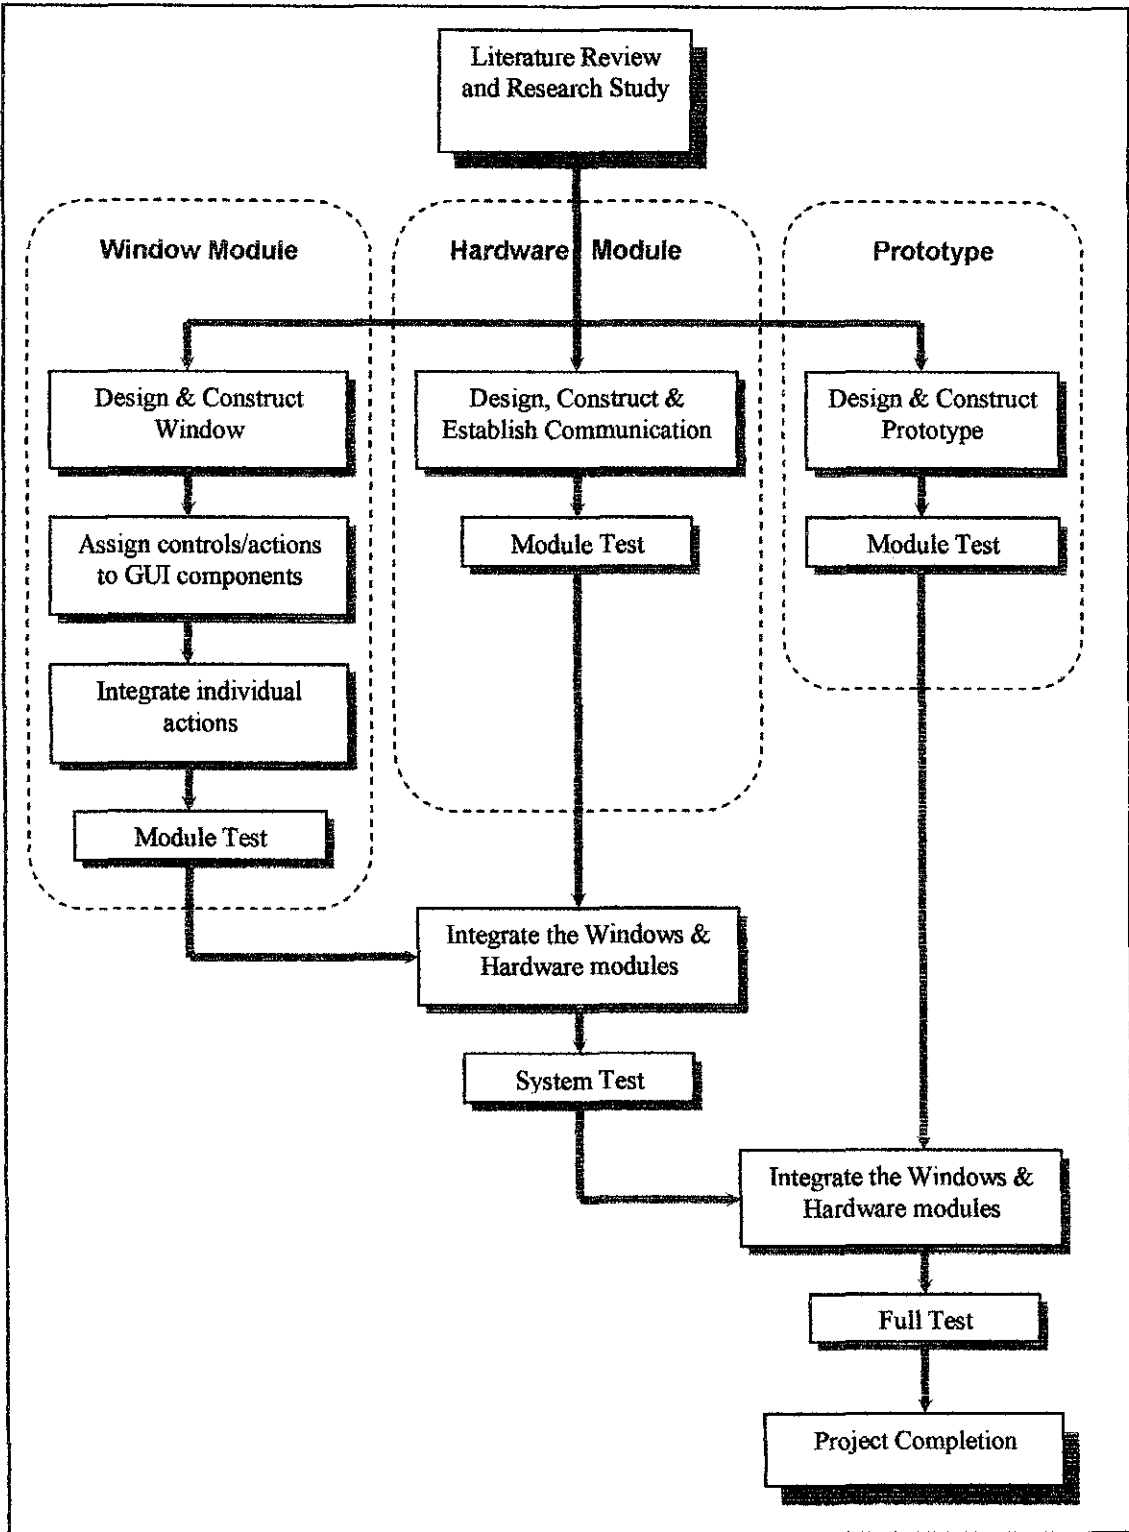 Literature Review
and Research Study
Window Module
Hardware Module
Prototype
Design & Construct
Window
Design, Construct &
Establish Communication
Design & Construct
Prototype
Assign controls/actions
to GUI components
Module Test
Module Test
Integrate individual
actions
Module Test
Integrate the Windows &
Hardware modules
System Test
Integrate the Windows &
Hardware modules
Full Test
Project Completion